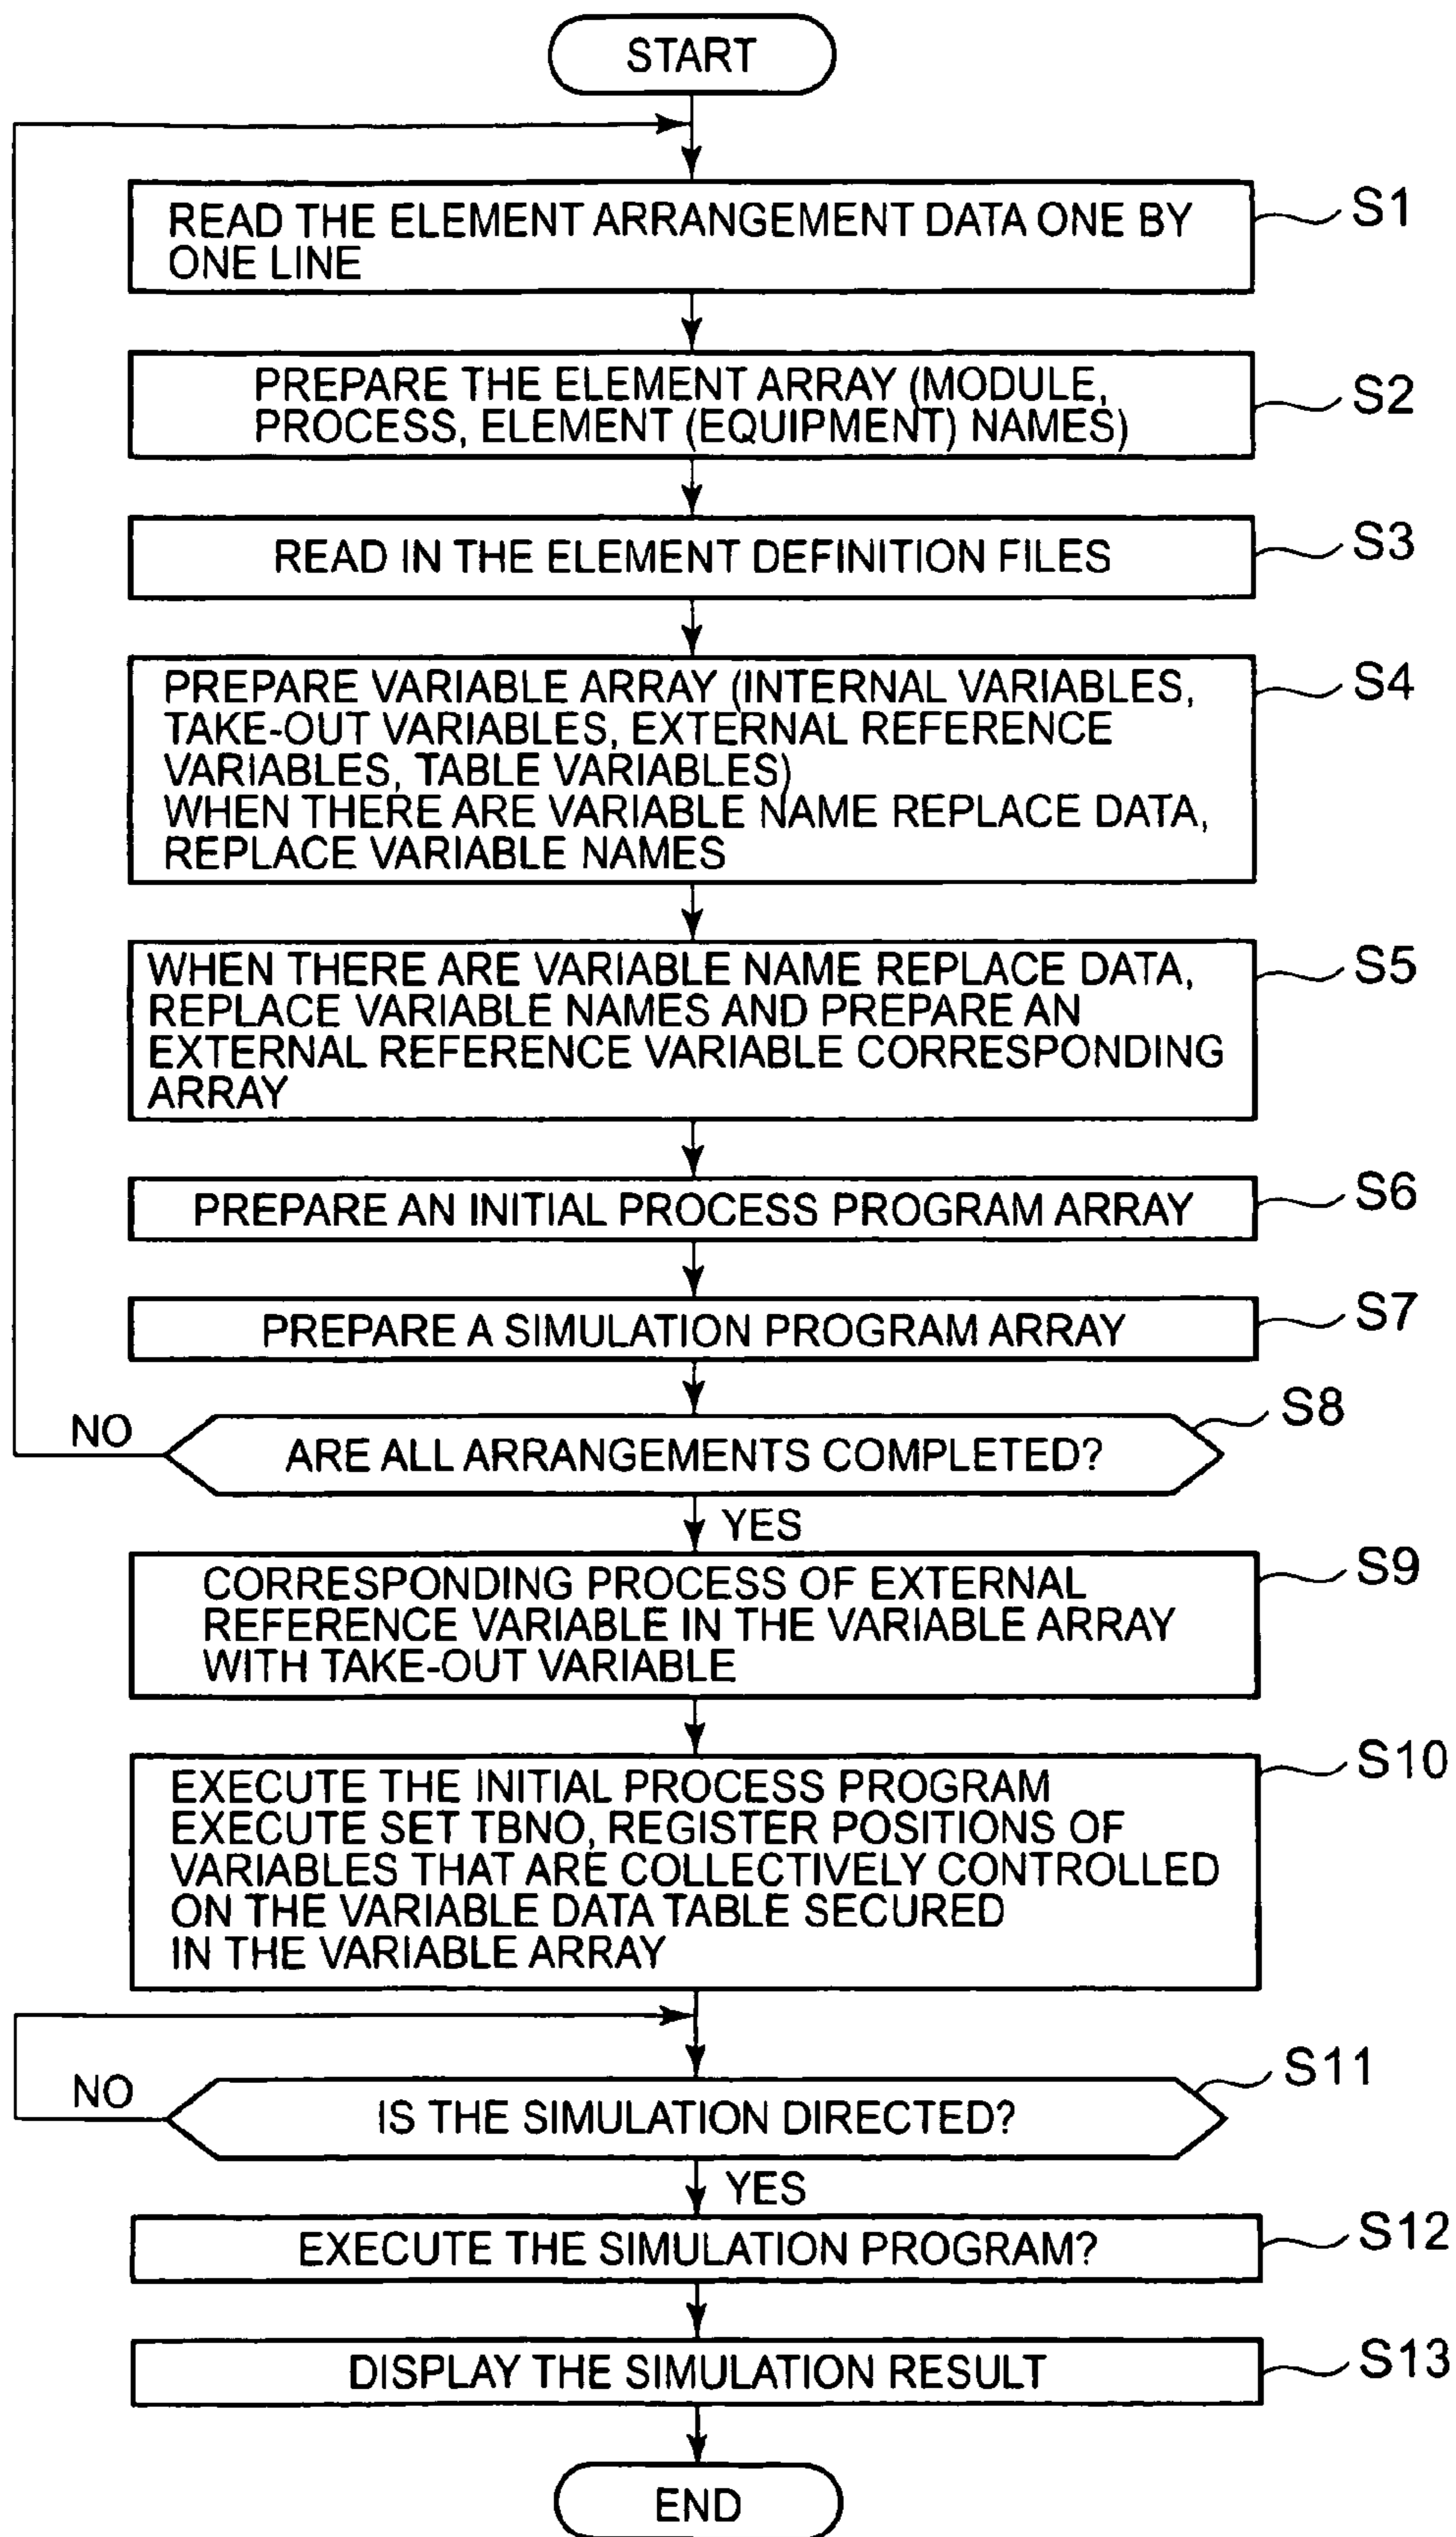 START
READ THE ELEMENT ARRANGEMENT DATA ONE BY
ONE LINE
S1
PREPARE THE ELEMENT ARRAY (MODULE,
PROCESS, ELEMENT (EQUIPMENT) NAMES)
S2
READ IN THE ELEMENT DEFINITION FILES
S3
PREPARE VARIABLE ARRAY (INTERNAL VARIABLES,
TAKE-OUT VARIABLES, EXTERNAL REFERENCE
VARIABLES, TABLE VARIABLES)
WHEN THERE ARE VARIABLE NAME REPLACE DATA,
REPLACE VARIABLE NAMES
S4
WHEN THERE ARE VARIABLE NAME REPLACE DATA,
REPLACE VARIABLE NAMES AND PREPARE AN
EXTERNAL REFERENCE VARIABLE CORRESPONDING
ARRAY
S5
PREPARE AN INITIAL PROCESS PROGRAM ARRAY
S6
PREPARE A SIMULATION PROGRAM ARRAY
S7
NO
ARE ALL ARRANGEMENTS COMPLETED?
S8
YES
CORRESPONDING PROCESS OF EXTERNAL
REFERENCE VARIABLE IN THE VARIABLE ARRAY
WITH TAKE-OUT VARIABLE
S9
EXECUTE THE INITIAL PROCESS PROGRAM
EXECUTE SET TBNO, REGISTER POSITIONS OF
VARIABLES THAT ARE COLLECTIVELY CONTROLLED
ON THE VARIABLE DATA TABLE SECURED
IN THE VARIABLE ARRAY
S10
NO
IS THE SIMULATION DIRECTED?
S11
YES
EXECUTE THE SIMULATION PROGRAM?
S12
DISPLAY THE SIMULATION RESULT
S13
END